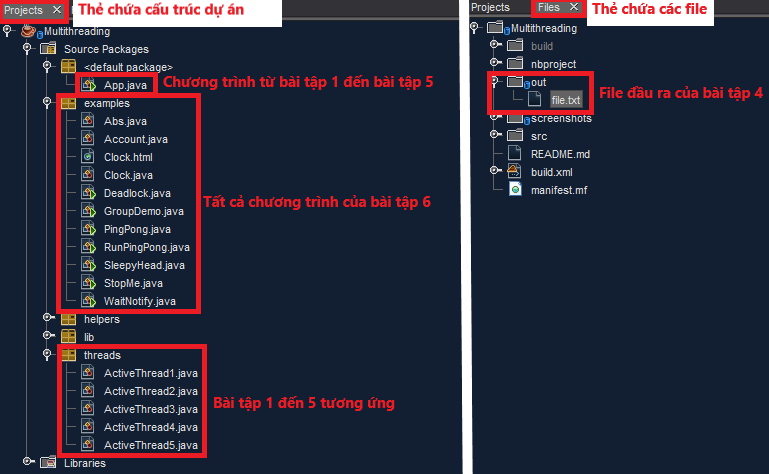 Projects ×
Thẻ chứa cấu trúc dự án
Multithreading
Source Packages
<default package>
App.java
Chương trình từ bài tập 1 đến bài tập 5
examples
Abs.java
Account.java
Clock.html
Clock.java
Deadlock.java
GroupDemo.java
PingPong.java
RunPingPong.java
SleepyHead.java
StopMe.java
WaitNotify.java
Tất cả chương trình của bài tập 6
helpers
lib
threads
ActiveThread1.java
ActiveThread2.java
ActiveThread3.java
ActiveThread4.java
ActiveThread5.java
Bài tập 1 đến 5 tương ứng
Libraries
Projects
Files ×
Thẻ chứa các file
Multithreading
build
nbproject
out
file.txt
File đầu ra của bài tập 4
screenshots
src
README.md
build.xml
manifest.mf